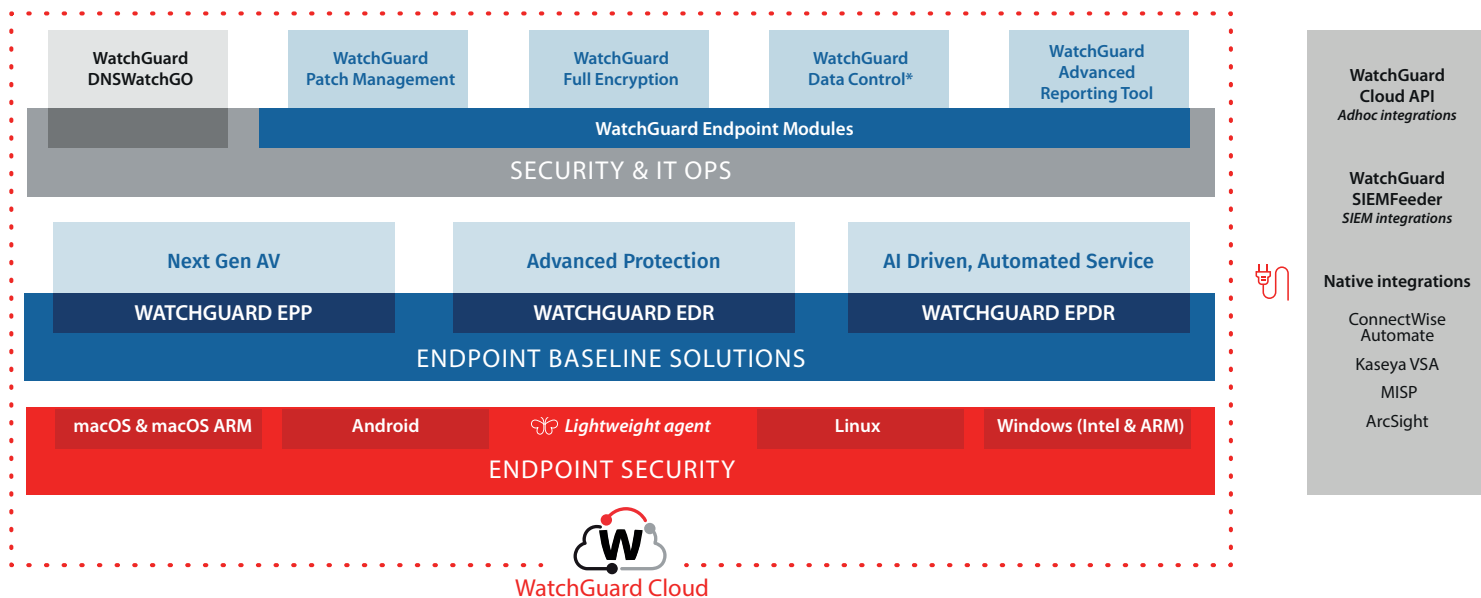 WatchGuard
DNSWatchGO
WatchGuard
Patch Management
WatchGuard
Full Encryption
WatchGuard
Data Control*
WatchGuard
Advanced
Reporting Tool
WatchGuard Endpoint Modules
SECURITY & IT OPS
Next Gen AV
Advanced Protection
AI Driven, Automated Service
WATCHGUARD EPP
WATCHGUARD EDR
WATCHGUARD EPDR
ENDPOINT BASELINE SOLUTIONS
macOS & macOS ARM
Android
Lightweight agent
Linux
Windows (Intel & ARM)
ENDPOINT SECURITY
W
WatchGuard Cloud
WatchGuard
Cloud API
Adhoc integrations
WatchGuard
SIEMFeeder
SIEM integrations
Native integrations
ConnectWise
Automate
Kaseya VSA
MISP
ArcSight